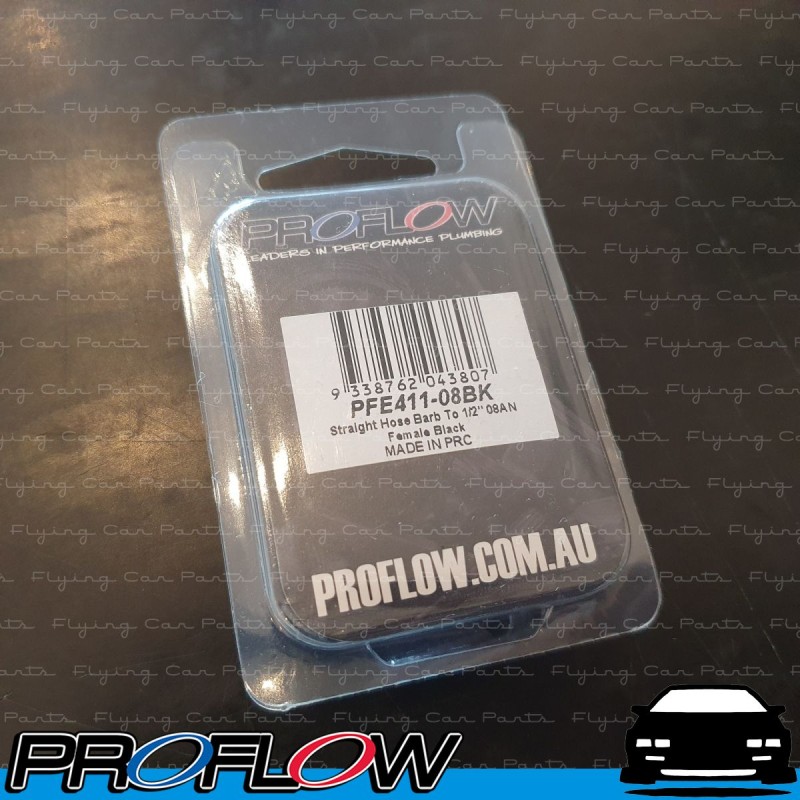 PROFLOW
LEADERS IN PERFORMANCE PLUMBING
9 338762 043807
PFE411-08BK
Straight Hose Barb To 1/2" 08AN
Female Black
MADE IN PRC
PROFLOW.COM.AU
Flying Car Parts
PROFLOW